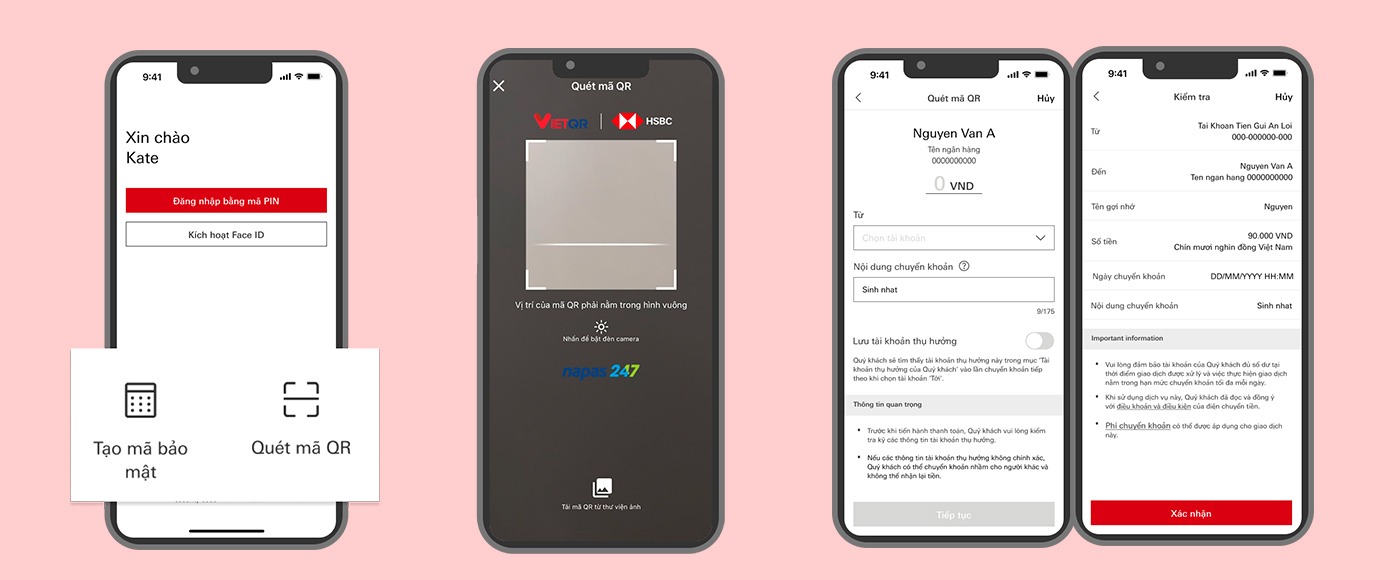 9:41
Xin chào
Kate
Đăng nhập bằng mã PIN
Kích hoạt Face ID
Tạo mã bảo
mật
Quét mã QR
Quét mã QR
VIETQR
HSBC
Vị trí của mã QR phải nằm trong hình vuông
Nhấn để bật đèn camera
napas 247
Tải mã QR từ thư viện ảnh
9:41
Quét mã QR
Hủy
Nguyen Van A
Tên ngân hàng
0000000000
0 VND
Từ
Chọn tài khoản
Nội dung chuyển khoản ?
Sinh nhat
9/175
Lưu tài khoản thụ hưởng
Quý khách sẽ tìm thấy tài khoản thụ hưởng này trong mục 'Tài
khoản thụ hưởng của Quý khách' vào lần chuyển khoản tiếp
theo khi chọn tài khoản 'Tới'.
Thông tin quan trọng
• Trước khi tiến hành thanh toán, Quý khách vui lòng kiểm
tra kỹ các thông tin tài khoản thụ hưởng.
• Nếu các thông tin tài khoản thụ hưởng không chính xác,
Quý khách có thể chuyển khoản nhầm cho người khác và
không thể nhận lại tiền.
Tiếp tục
9:41
Kiểm tra
Hủy
Từ
Tai Khoan Tien Gui An Loi
000-000000-000
Đến
Nguyen Van A
Ten ngan hang 0000000000
Tên gợi nhớ
Nguyen
Số tiền
90.000 VND
Chín mươi nghìn đồng Việt Nam
Ngày chuyển khoản
DD/MM/YYYY HH:MM
Nội dung chuyển khoản
Sinh nhat
Important information
• Vui lòng đảm bảo tài khoản của Quý khách đủ số dư tại
thời điểm giao dịch được xử lý và việc thực hiện giao dịch
nằm trong hạn mức chuyển khoản tối đa mỗi ngày.
• Khi sử dụng dịch vụ này, Quý khách đã đọc và đồng ý
với điều khoản và điều kiện của điện chuyển tiền.
• Phí chuyển khoản có thể được áp dụng cho giao dịch
này.
Xác nhận